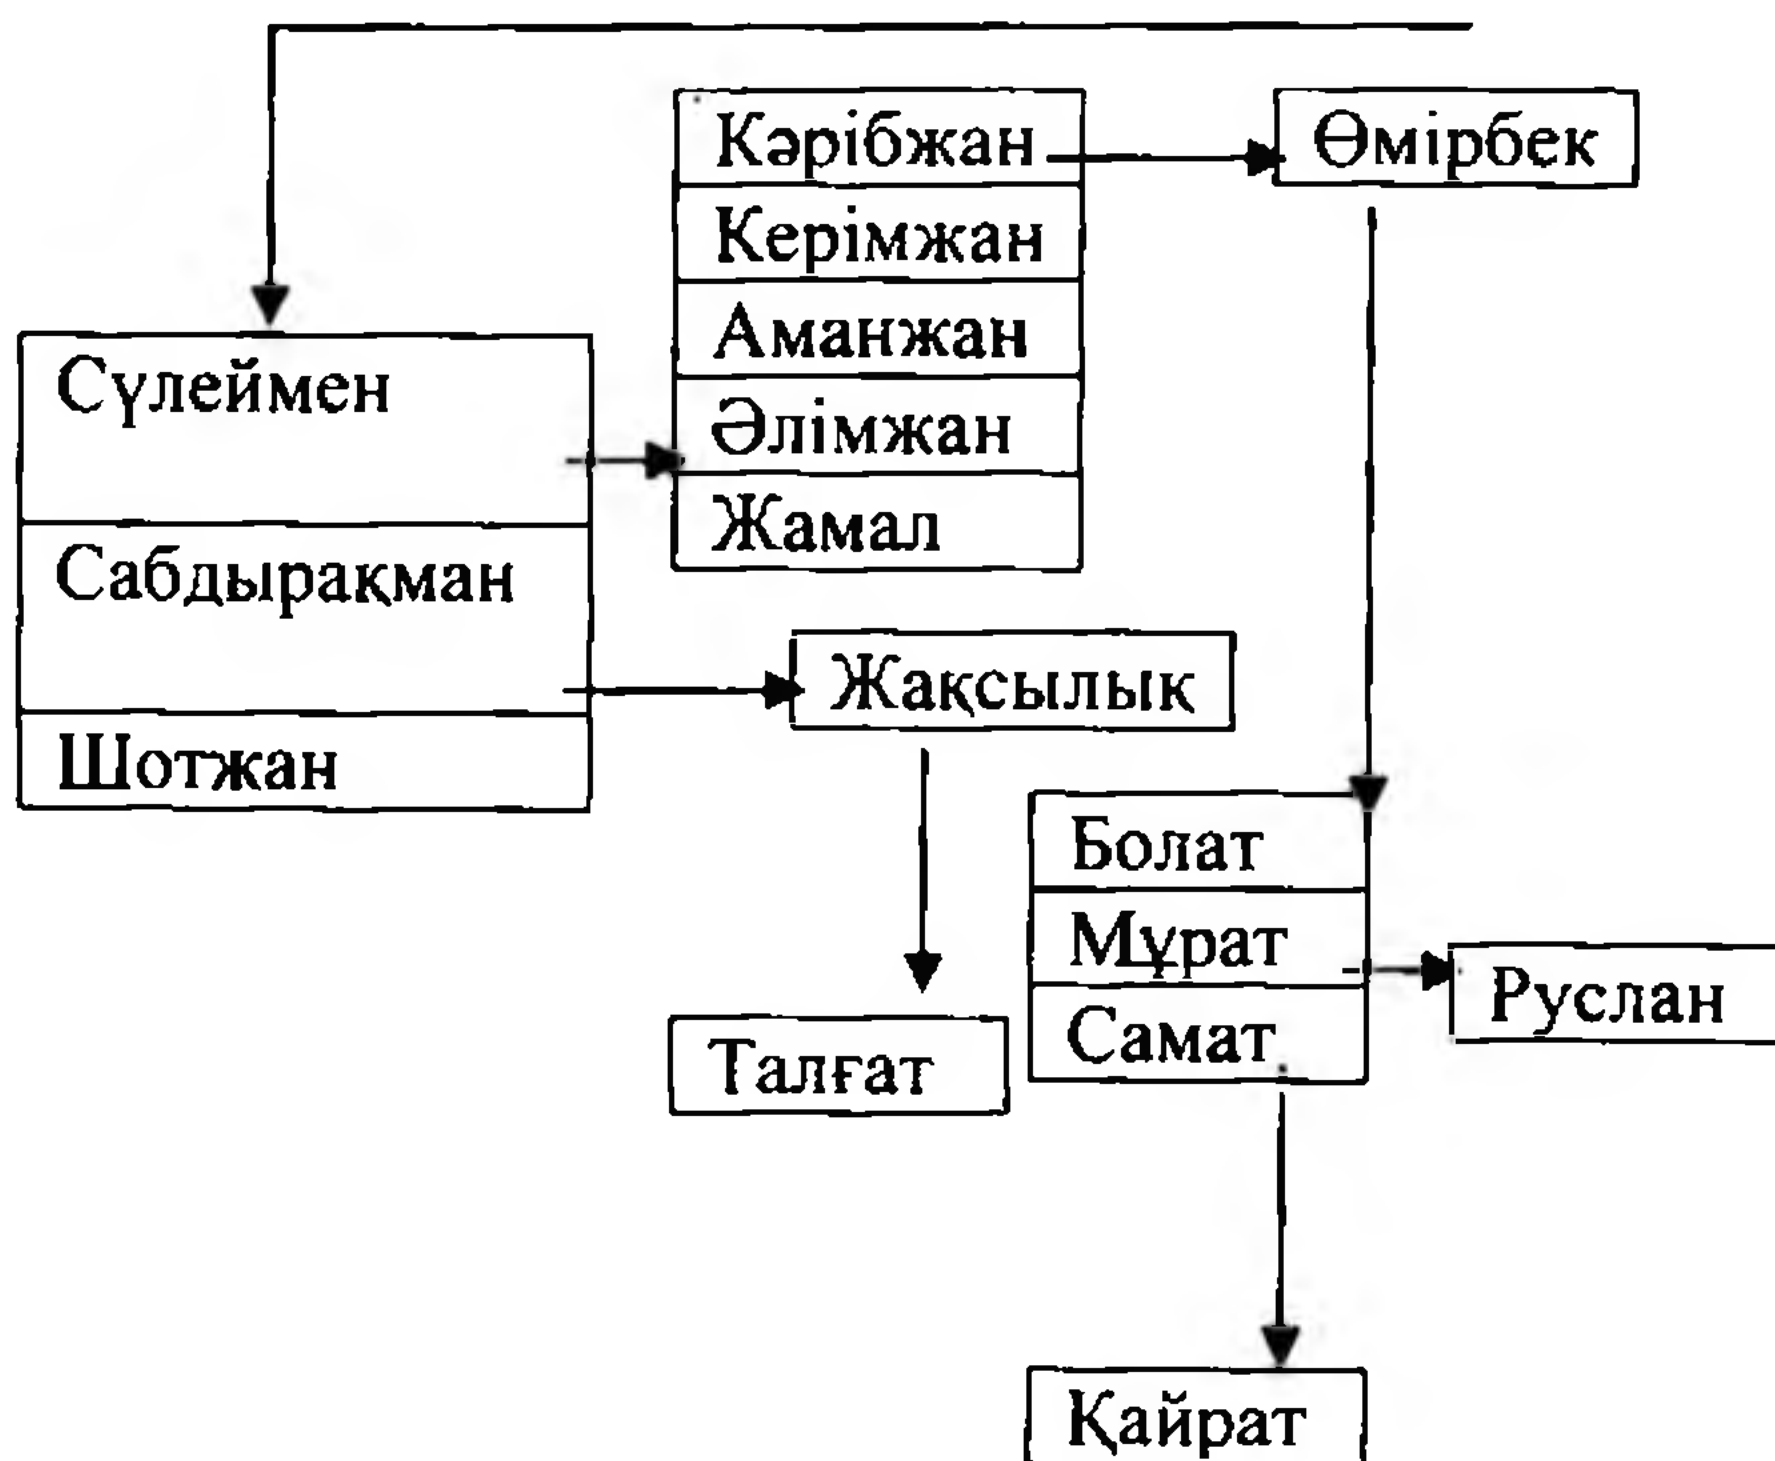 Кәрібжан
Өмірбек
Керімжан
Аманжан
Сүлеймен
Әлімжан
Жамал
Сабдырақман
Жақсылық
Шотжан
Болат
Мұрат
Руслан
Самат
Талғат
Қайрат